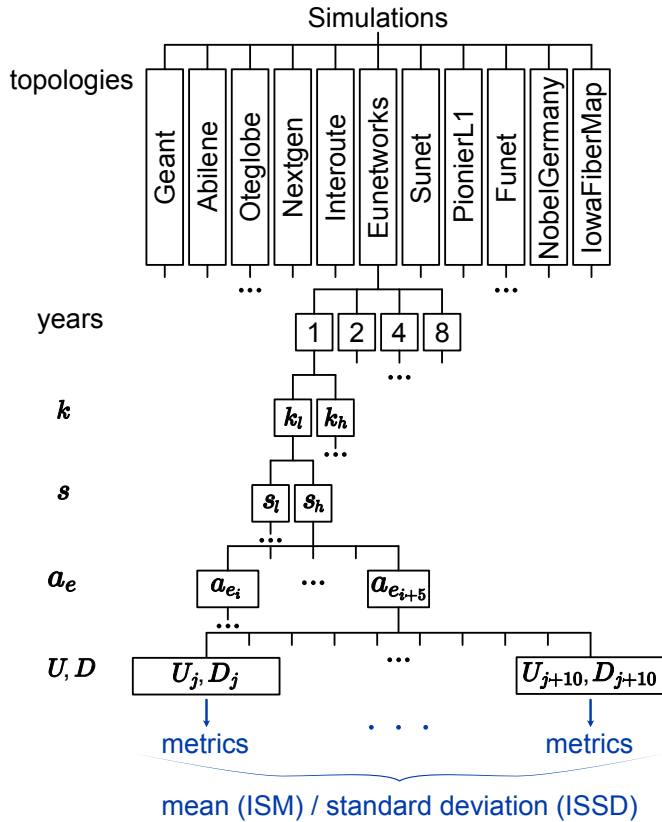 Simulations
topologies
Geant
Abilene
Oteglobe
Nextgen
Interoute
Eunetworks
Sunet
PionierL1
Funet
NobelGermany
IowaFiberMap
... ...
years
1 2 4 8
...
k
k_l k_h
...
s
s_l s_h
...
a_e
a_{e_i} ... a_{e_{i+5}}
...
U, D
...
U_j, D_j U_{j+10}, D_{j+10}
metrics . . . metrics
mean (ISM) / standard deviation (ISSD)